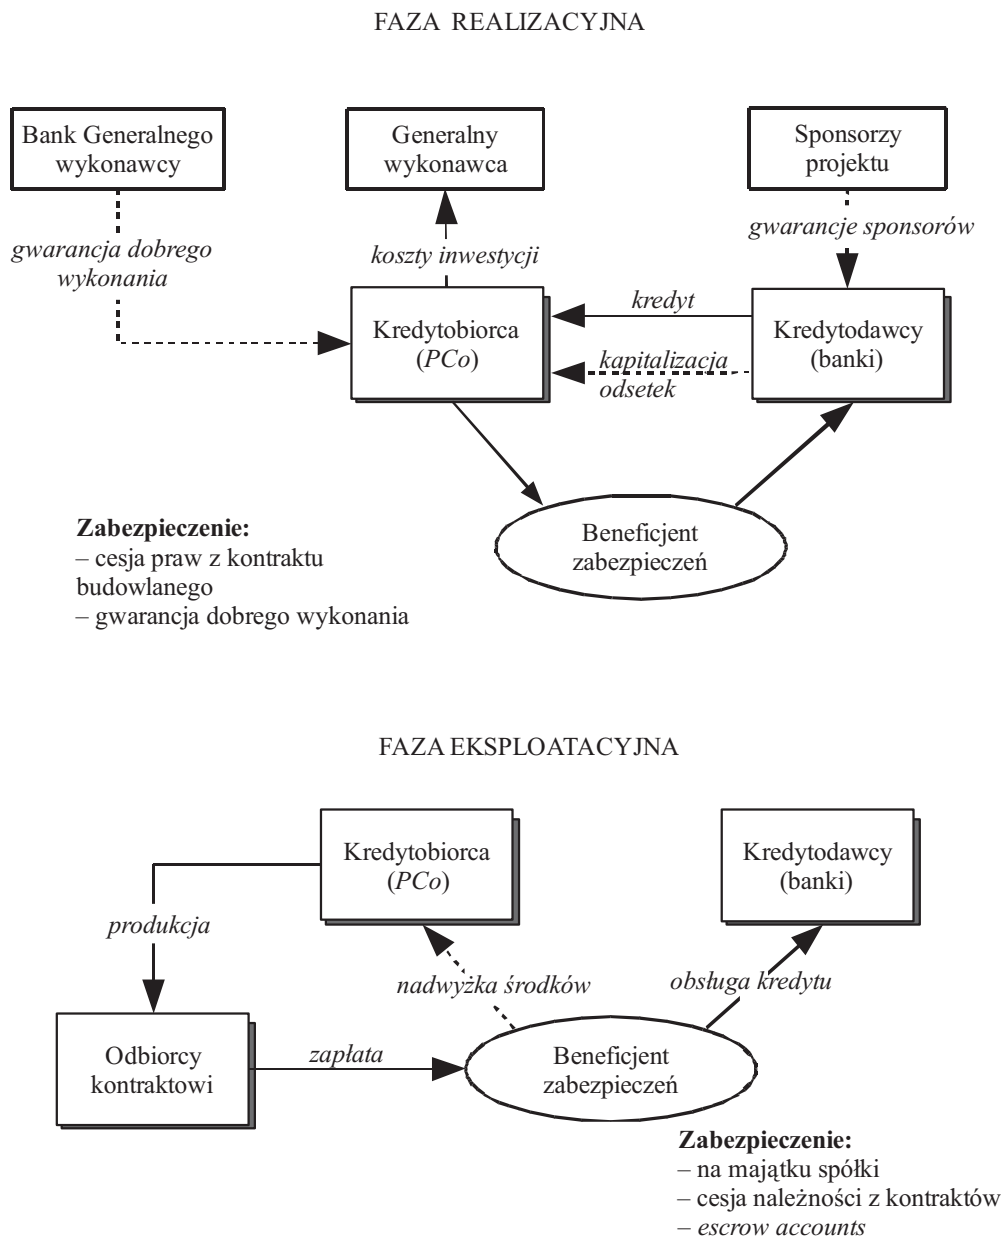 FAZA REALIZACYJNA
Bank Generalnego
wykonawcy
Generalny
wykonawca
Sponsorzy
projektu
gwarancja dobrego
wykonania
koszty inwestycji
gwarancje sponsorów
Kredytobiorca
(PCo)
kredyt
kapitalizacja
odsetek
Kredytodawcy
(banki)
Beneficjent
zabezpieczeń
Zabezpieczenie:
– cesja praw z kontraktu
budowlanego
– gwarancja dobrego wykonania
FAZA EKSPLOATACYJNA
Kredytobiorca
(PCo)
Kredytodawcy
(banki)
produkcja
nadwyżka środków
obsługa kredytu
Odbiorcy
kontraktowi
zapłata
Beneficjent
zabezpieczeń
Zabezpieczenie:
– na majątku spółki
– cesja należności z kontraktów
– escrow accounts